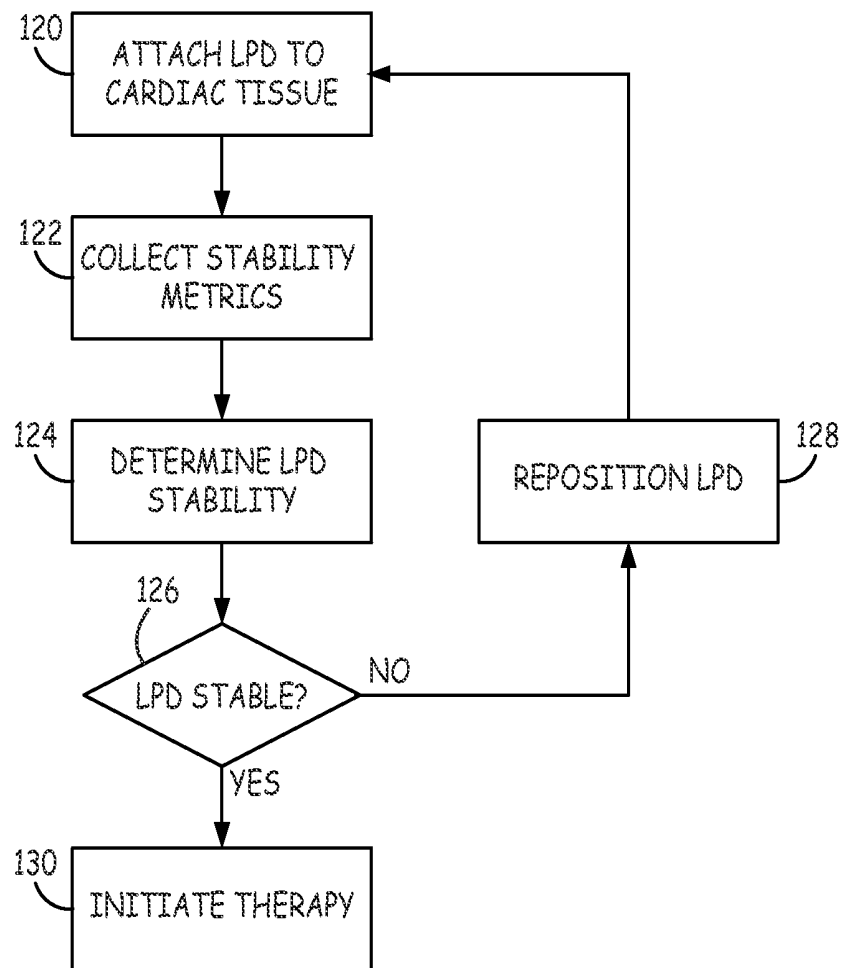 120
ATTACH LPD TO
CARDIAC TISSUE
122
COLLECT STABILITY
METRICS
124
DETERMINE LPD
STABILITY
128
REPOSITION LPD
126
LPD STABLE?
NO
YES
130
INITIATE THERAPY